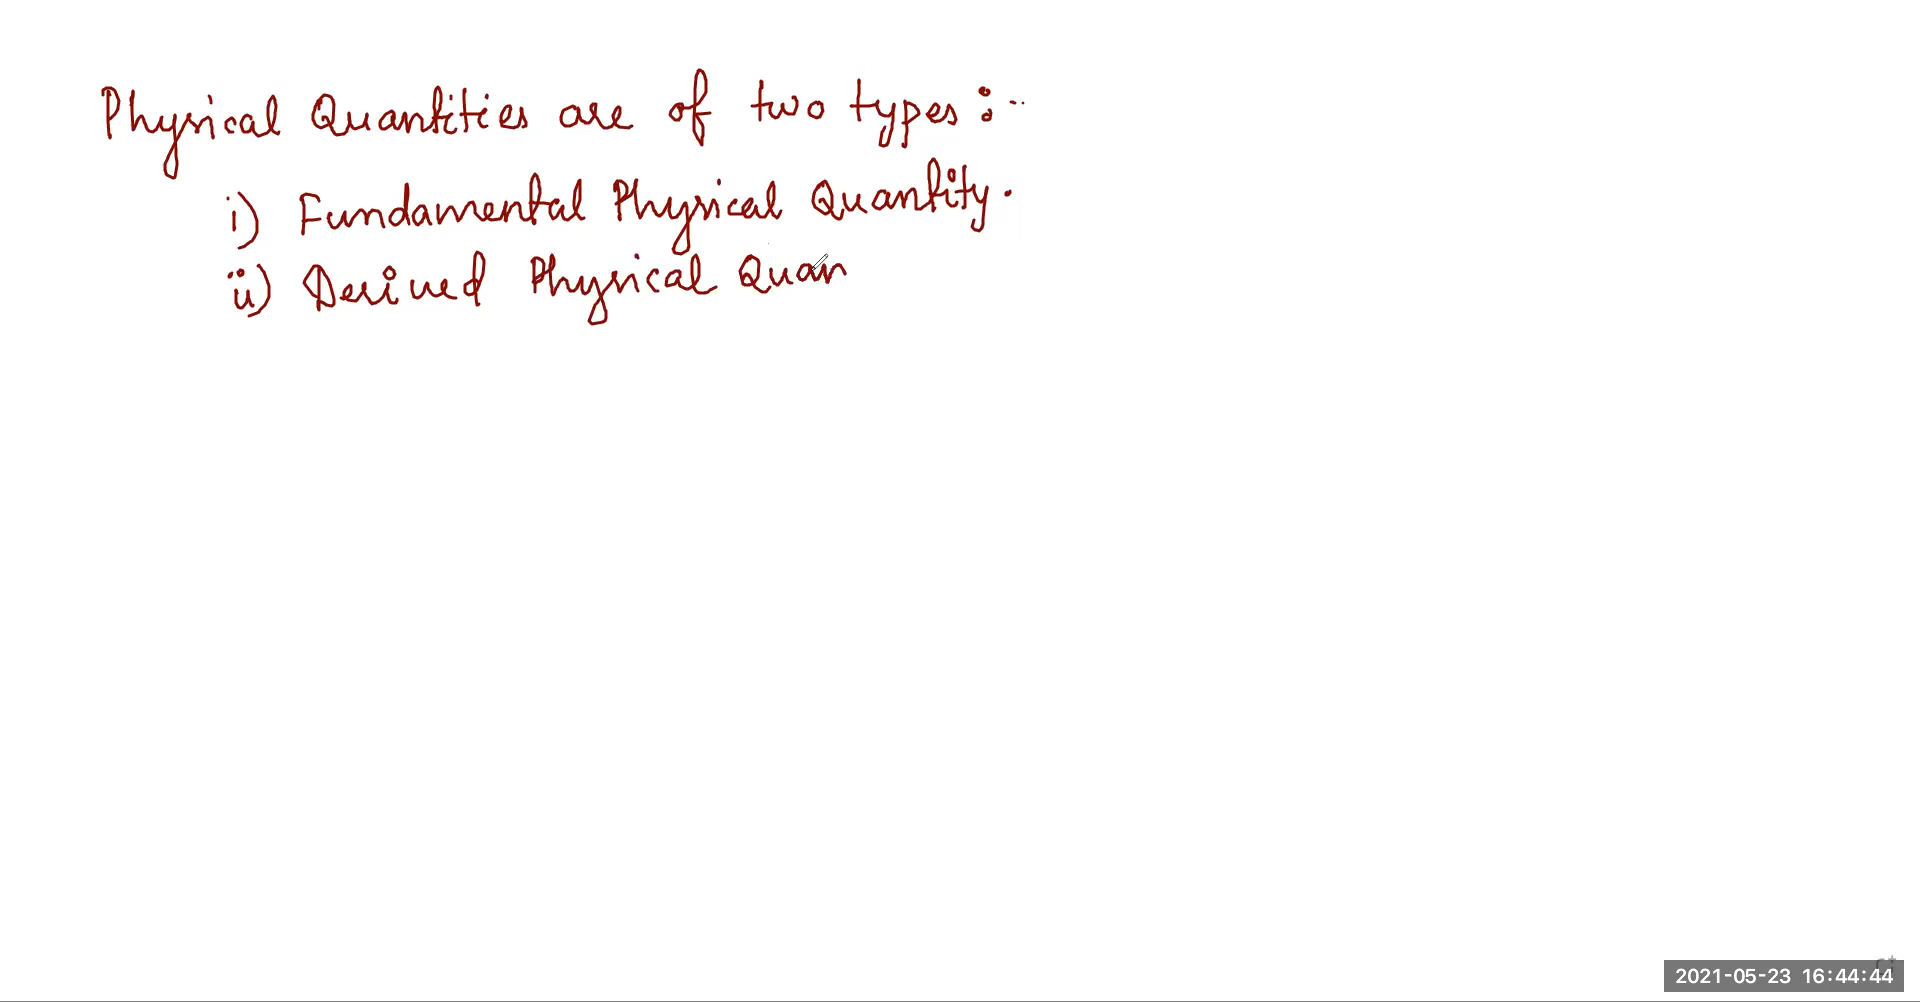 Physical Quantities are of two types :-
i) Fundamental Physical Quantity.
ii) Derived Physical Quan
2021-05-23 16:44:44